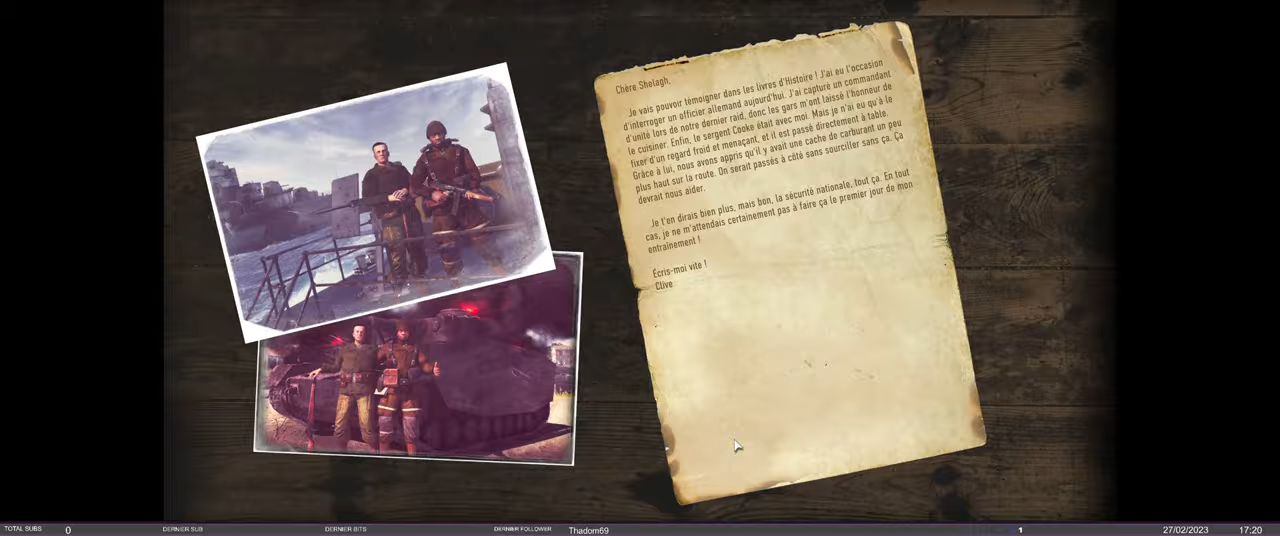 Chère Shelagh,
Je vais pouvoir témoigner dans les livres d'Histoire ! J'ai eu l'occasion
d'interroger un officier allemand aujourd'hui. J'ai capturé un commandant
d'unité lors de notre dernier raid, donc les gars m'ont laissé l'honneur de
le cuisiner. Enfin, le sergent Cooke était avec moi. Mais je n'ai eu qu'à le
fixer d'un regard froid et menaçant, et il est passé directement à table.
Grâce à lui, nous avons appris qu'il y avait une cache de carburant un peu
plus haut sur la route. On serait passés à côté sans sourciller sans ça. Ça
devrait nous aider.
Je t'en dirais bien plus, mais bon, la sécurité nationale, tout ça. En tout
cas, je ne m'attendais certainement pas à faire ça le premier jour de mon
entraînement !
Écris-moi vite !
Clive
TOTAL SUBS 0 DERNIER SUB DERNIER BITS DERNIER FOLLOWER Thadom69 1 27/02/2023 17:20